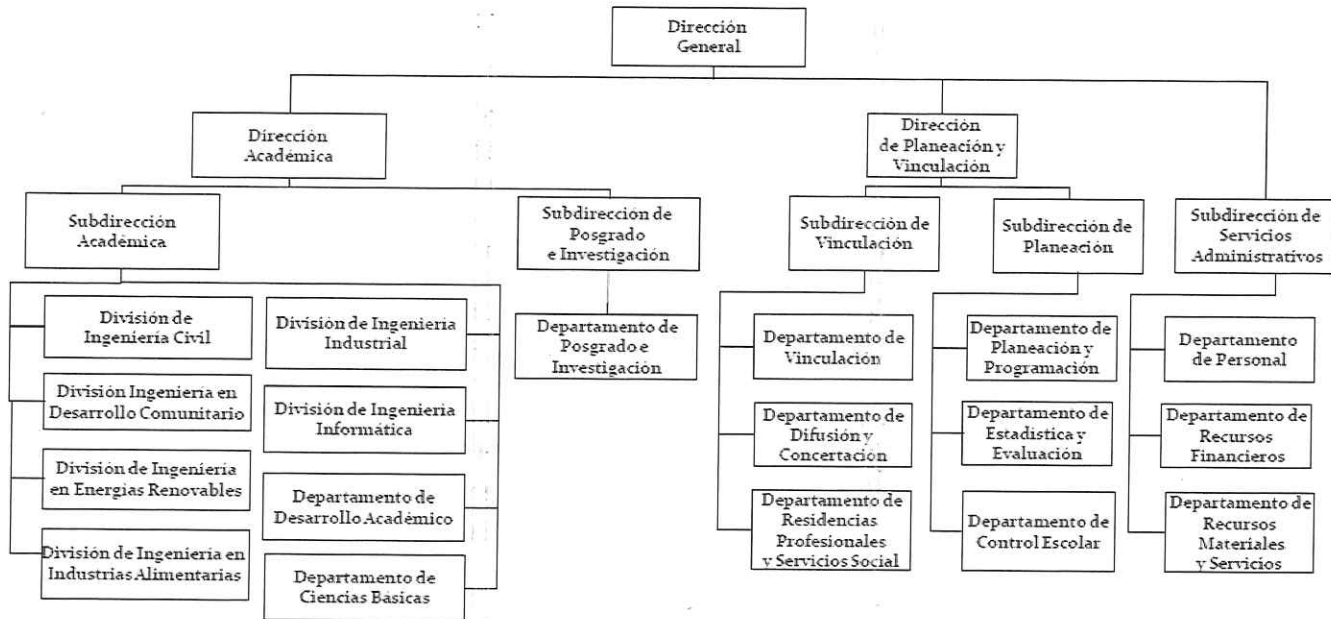 Dirección
General
Dirección
Académica
Dirección
de Planeación y
Vinculación
Subdirección
Académica
Subdirección de
Posgrado
e Investigación
Subdirección de
Vinculación
Subdirección de
Planeación
Subdirección de
Servicios
Administrativos
División de
Ingeniería Civil
División Ingeniería en
Desarrollo Comunitario
División de Ingeniería
en Energías Renovables
División de Ingeniería en
Industrias Alimentarias
División de Ingeniería
Industrial
División de Ingeniería
Informática
Departamento de
Desarrollo Académico
Departamento de
Ciencias Básicas
Departamento de
Posgrado e
Investigación
Departamento de
Vinculación
Departamento de
Difusión y
Concertación
Departamento de
Residencias
Profesionales
y Servicios Social
Departamento de
Planeación y
Programación
Departamento de
Estadística y
Evaluación
Departamento de
Control Escolar
Departamento
de Personal
Departamento de
Recursos
Financieros
Departamento de
Recursos
Materiales
y Servicios